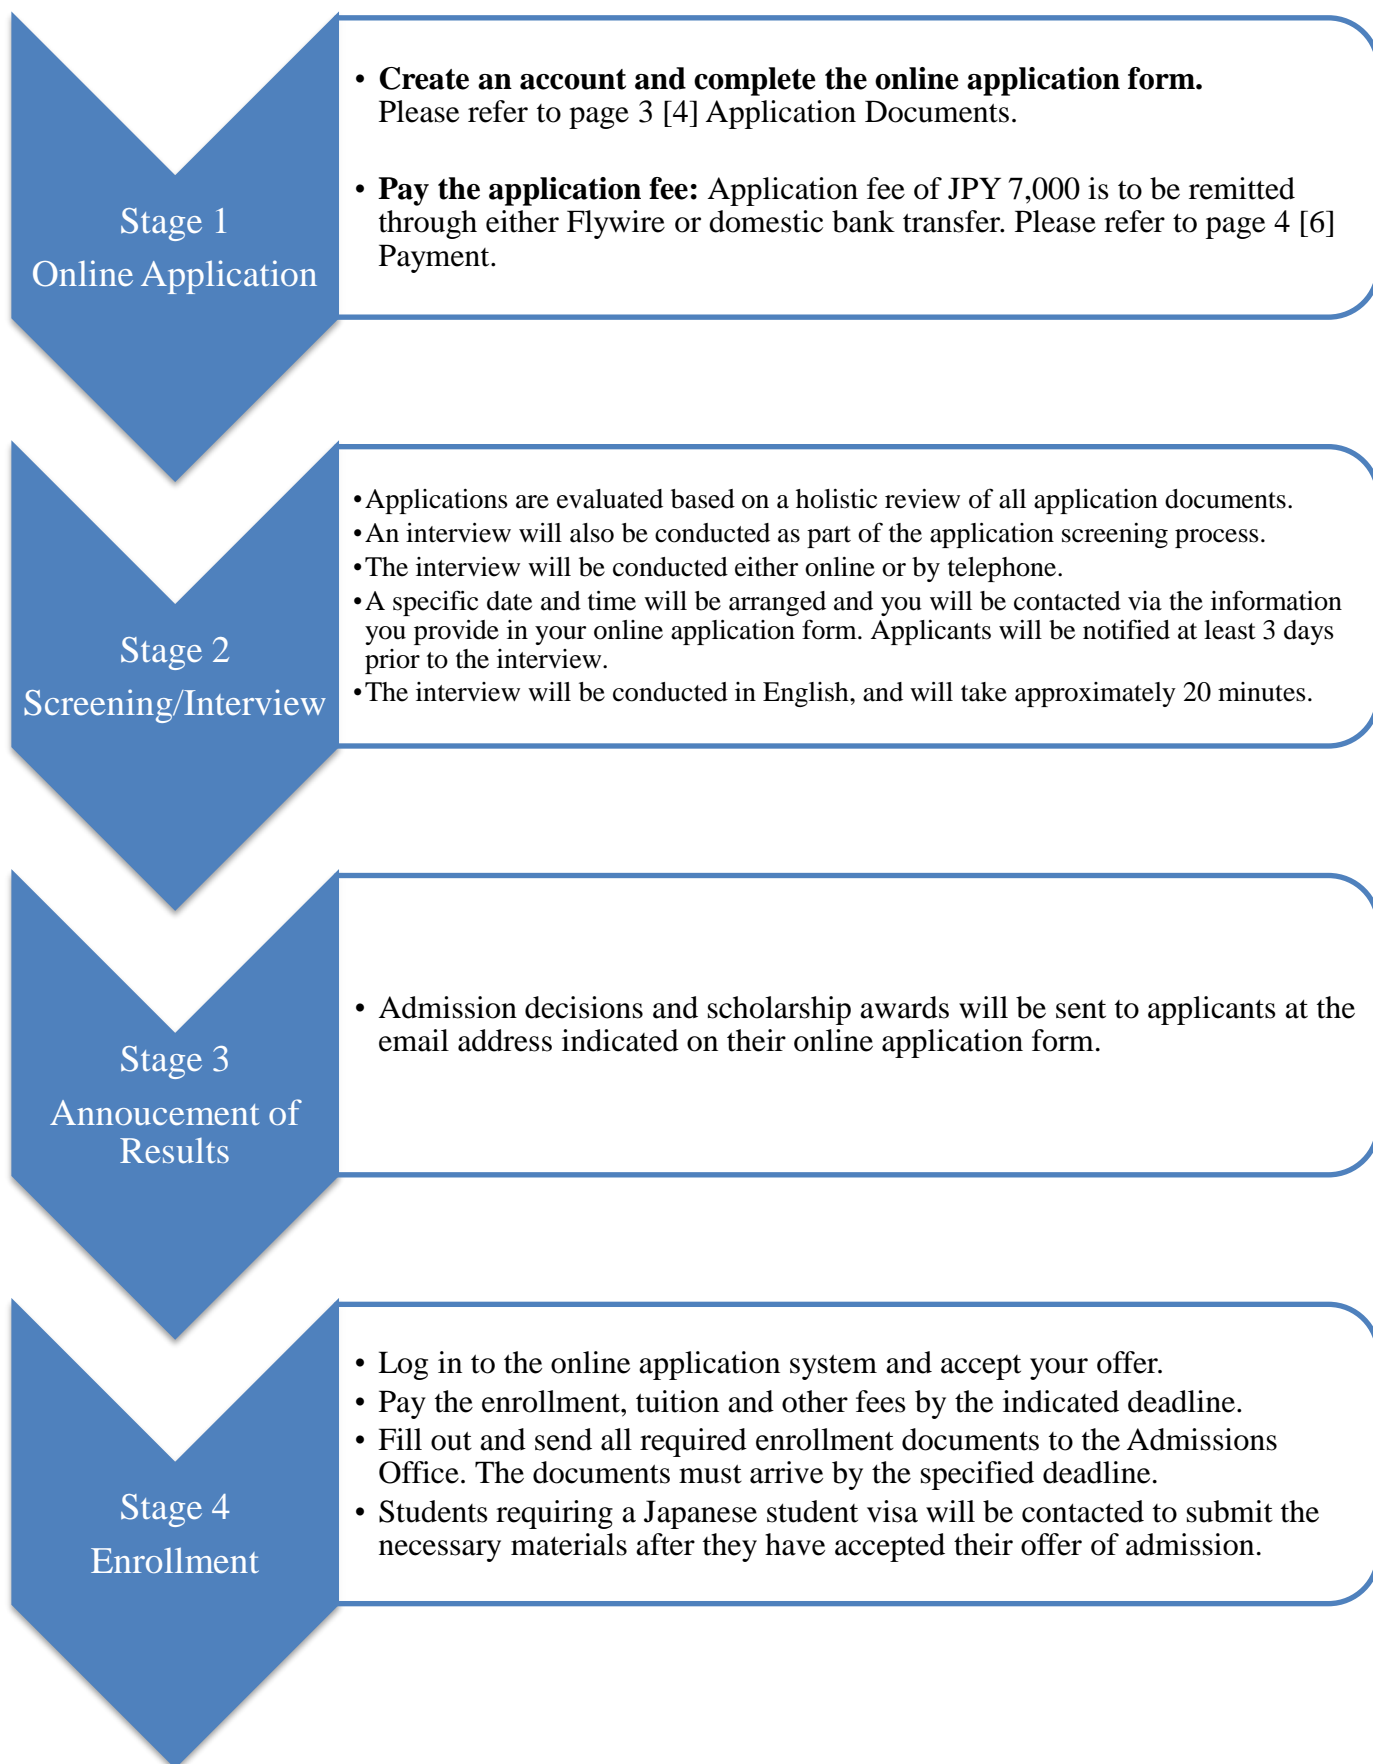 Stage 1
Online Application
• Create an account and complete the online application form.
Please refer to page 3 [4] Application Documents.
• Pay the application fee: Application fee of JPY 7,000 is to be remitted
through either Flywire or domestic bank transfer. Please refer to page 4 [6]
Payment.
Stage 2
Screening/Interview
•Applications are evaluated based on a holistic review of all application documents.
•An interview will also be conducted as part of the application screening process.
•The interview will be conducted either online or by telephone.
•A specific date and time will be arranged and you will be contacted via the information
you provide in your online application form. Applicants will be notified at least 3 days
prior to the interview.
•The interview will be conducted in English, and will take approximately 20 minutes.
Stage 3
Annoucement of
Results
• Admission decisions and scholarship awards will be sent to applicants at the
email address indicated on their online application form.
Stage 4
Enrollment
• Log in to the online application system and accept your offer.
• Pay the enrollment, tuition and other fees by the indicated deadline.
• Fill out and send all required enrollment documents to the Admissions
Office. The documents must arrive by the specified deadline.
• Students requiring a Japanese student visa will be contacted to submit the
necessary materials after they have accepted their offer of admission.